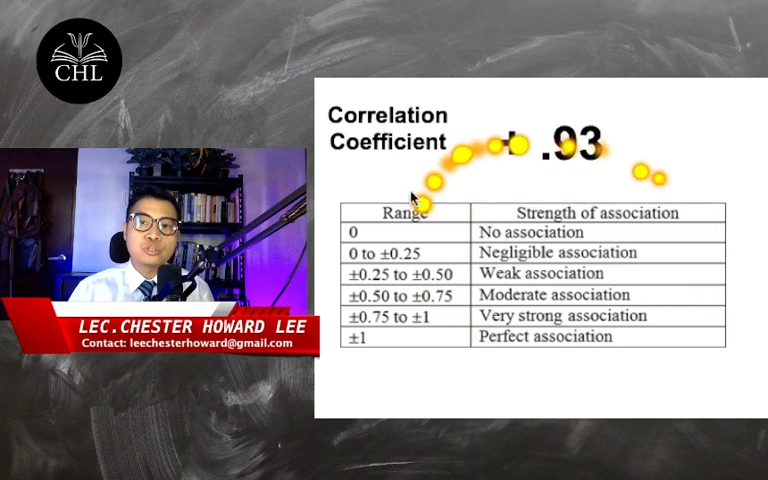 CHL
Correlation
Coefficient
+ .93
Range Strength of association
0 No association
0 to ±0.25 Negligible association
±0.25 to ±0.50 Weak association
±0.50 to ±0.75 Moderate association
±0.75 to ±1 Very strong association
±1 Perfect association
LEC.CHESTER HOWARD LEE
Contact: leechesterhoward@gmail.com